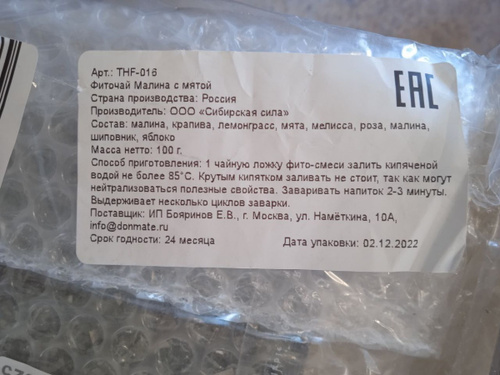 Арт.: THF-016
Фиточай Малина с мятой
Страна производства: Россия
Производитель: ООО «Сибирская сила»
Состав: малина, крапива, лемонграсс, мята, мелисса, роза, малина,
шиповник, яблоко
Масса нетто: 100 г.
Способ приготовления: 1 чайную ложку фито-смеси залить кипяченой
водой не более 85°С. Крутым кипятком заливать не стоит, так как могут
нейтрализоваться полезные свойства. Заваривать напиток 2-3 минуты.
Выдерживает несколько циклов заварки.
Поставщик: ИП Бояринов Е.В., г. Москва, ул. Намёткина, 10А,
info@donmate.ru
Срок годности: 24 месяца Дата упаковки: 02.12.2022
EAC